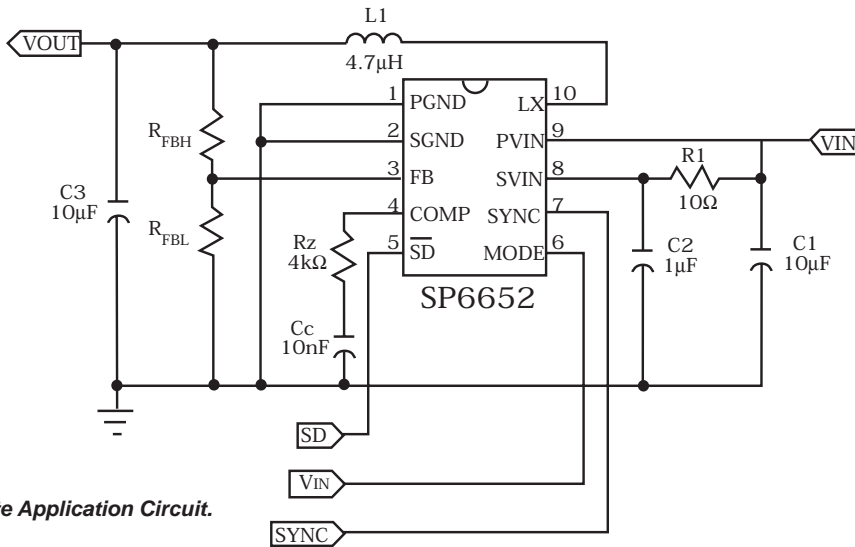 L1
VOUT
4.7μH
1 PGND LX 10
2 SGND PVIN 9 VIN
3 FB SVIN 8 R1
10Ω
4 COMP SYNC 7
5 SD MODE 6
SP6652
RFBH
RFBL
C3
10μF
Rz
4kΩ
Cc
10nF
C2
1μF
C1
10μF
SD
VIN
SYNC
Application Circuit.